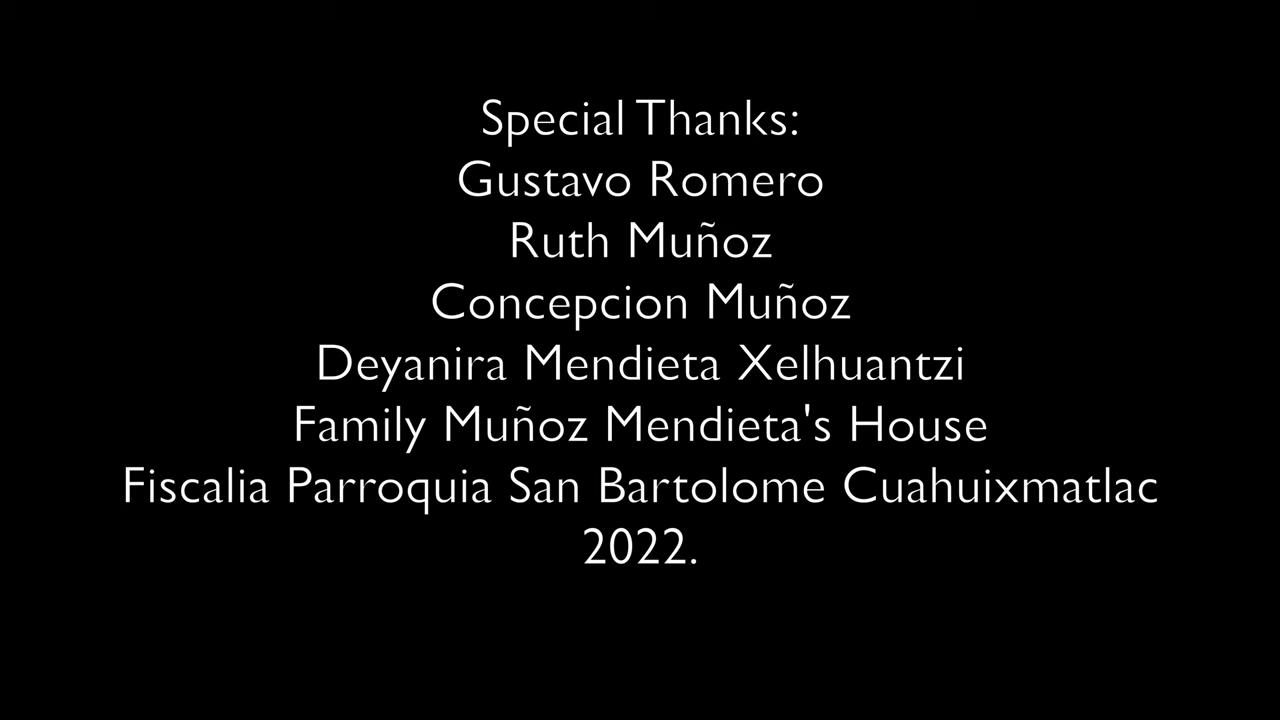 Special Thanks:
Gustavo Romero
Ruth Muñoz
Concepcion Muñoz
Deyanira Mendieta Xelhuantzi
Family Muñoz Mendieta's House
Fiscalia Parroquia San Bartolome Cuahuixmatlac
2022.